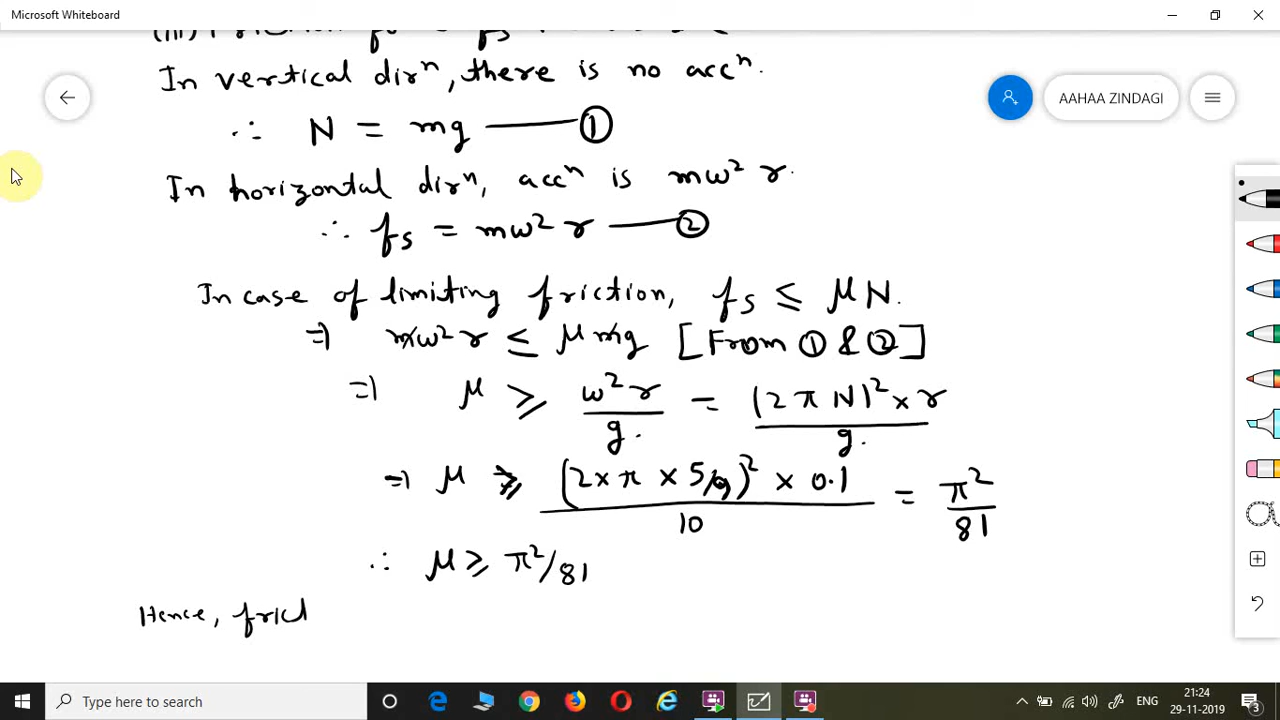 Microsoft Whiteboard
In vertical dirⁿ, there is no accⁿ.
∴ N = mg —— ①
AAHAA ZINDAGI
In horizontal dirⁿ, accⁿ is mω² r.
∴ fs = mω² r —— ②
In case of limiting friction, fs ≤ μN.
⇒ mω² r ≤ μ mg [From ① & ②]
⇒ μ ≥ ω² r / g. = (2 π N)² × r / g.
⇒ μ ≥ (2 × π × 5/9)² × 0.1 / 10 = π² / 81
∴ μ ≥ π²/81
Hence, frict
Type here to search
ENG
21:24
29-11-2019
3